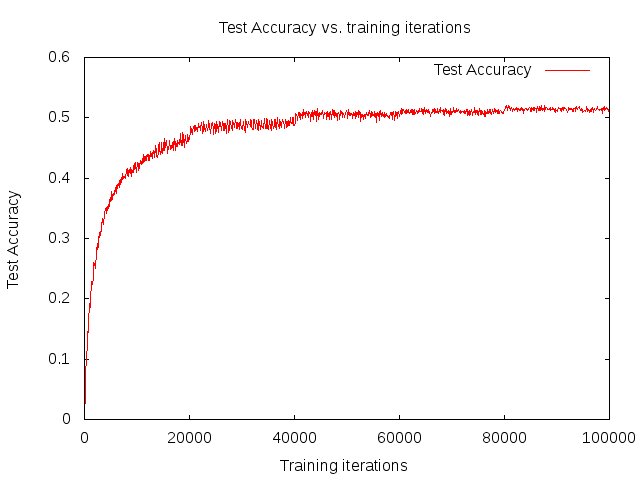 Test Accuracy vs. training iterations
0.6
Test Accuracy
0.5
0.4
0.3
0.2
0.1
0
Test Accuracy
0 20000 40000 60000 80000 100000
Training iterations